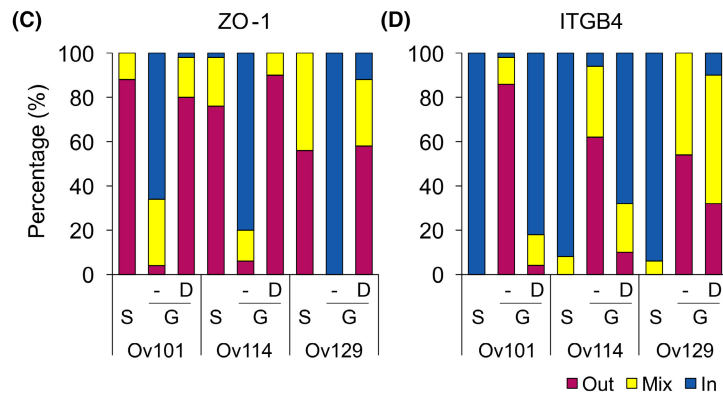 (C) ZO-1 (D) ITGB4
Percentage (%)
100 100
80 80
60 60
40 40
20 20
0 0
- D - D - D - D - D - D
S G S G S G S G S G S G
Ov101 Ov114 Ov129 Ov101 Ov114 Ov129
Out Mix In